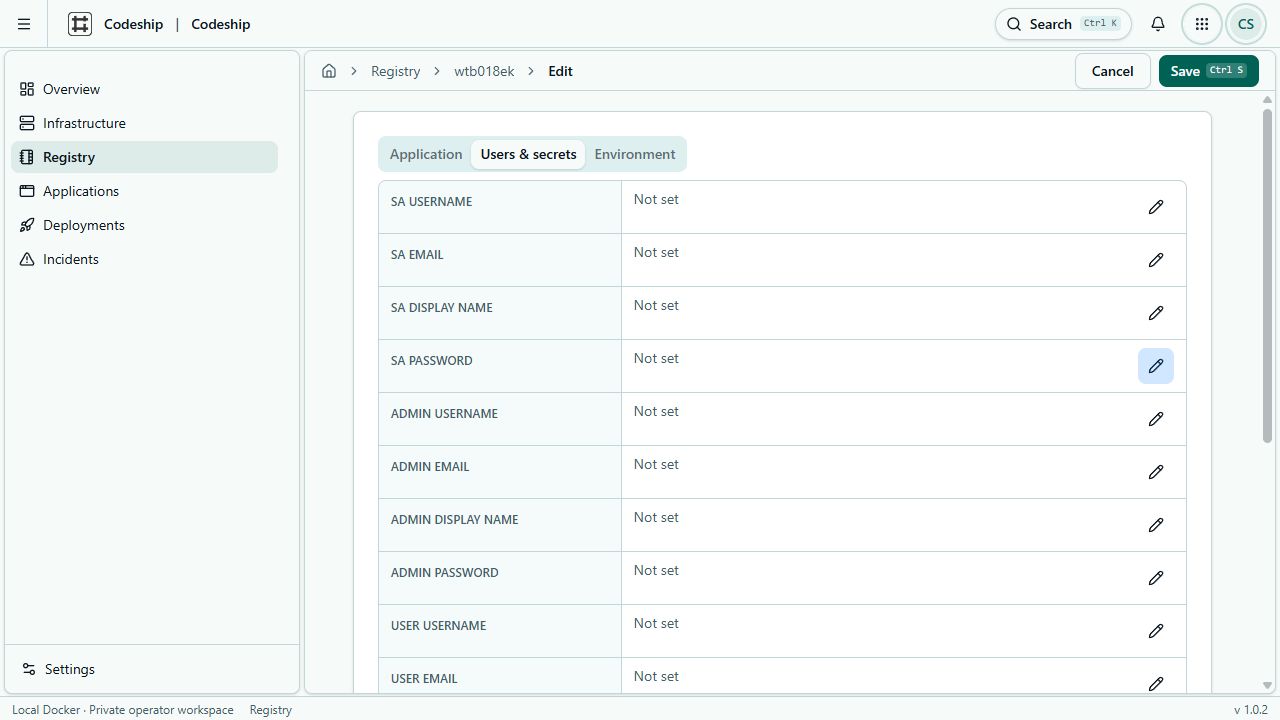 Codeship | Codeship
Search Ctrl K
CS
Overview
Infrastructure
Registry
Applications
Deployments
Incidents
Settings
Registry > wb018ek > Edit
Cancel
Save Ctrl S
Application Users & secrets Environment
SA USERNAME Not set
SA EMAIL Not set
SA DISPLAY NAME Not set
SA PASSWORD Not set
ADMIN USERNAME Not set
ADMIN EMAIL Not set
ADMIN DISPLAY NAME Not set
ADMIN PASSWORD Not set
USER USERNAME Not set
USER EMAIL Not set
Local Docker · Private operator workspace Registry
v 1.0.2